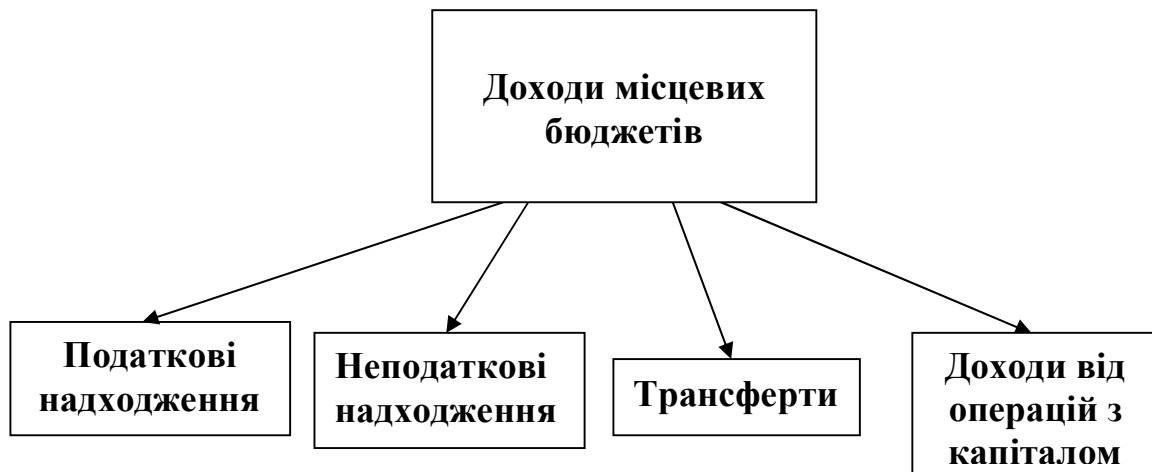 Доходи місцевих
бюджетів
Податкові
надходження
Неподаткові
надходження
Трансферти
Доходи від
операцій з
капіталом